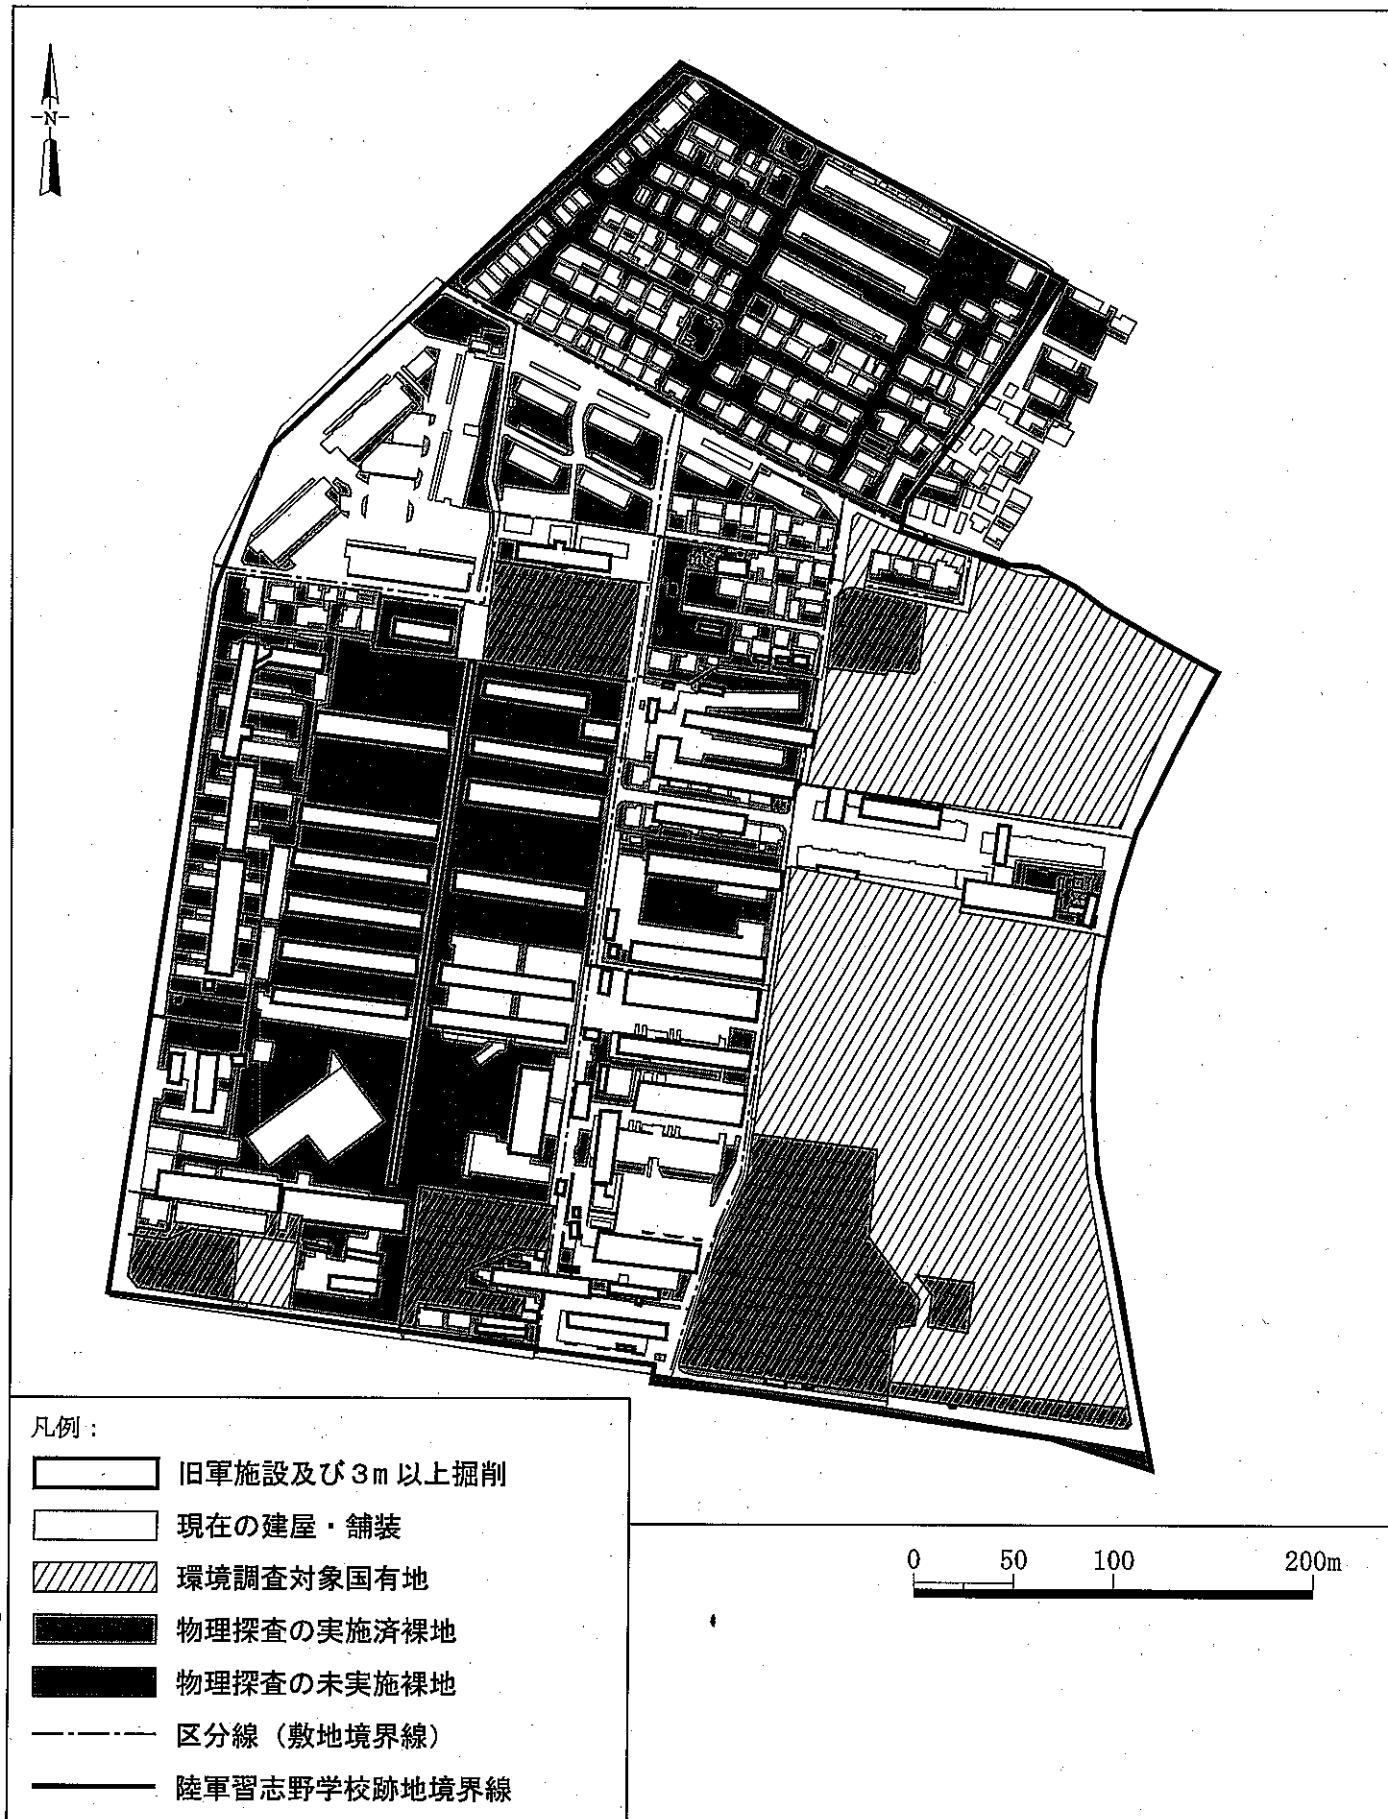 N
凡例：
旧軍施設及び3m以上掘削
現在の建屋・舗装
環境調査対象国有地
物理探査の実施済裸地
物理探査の未実施裸地
区分線（敷地境界線）
陸軍習志野学校跡地境界線
0 50 100 200m